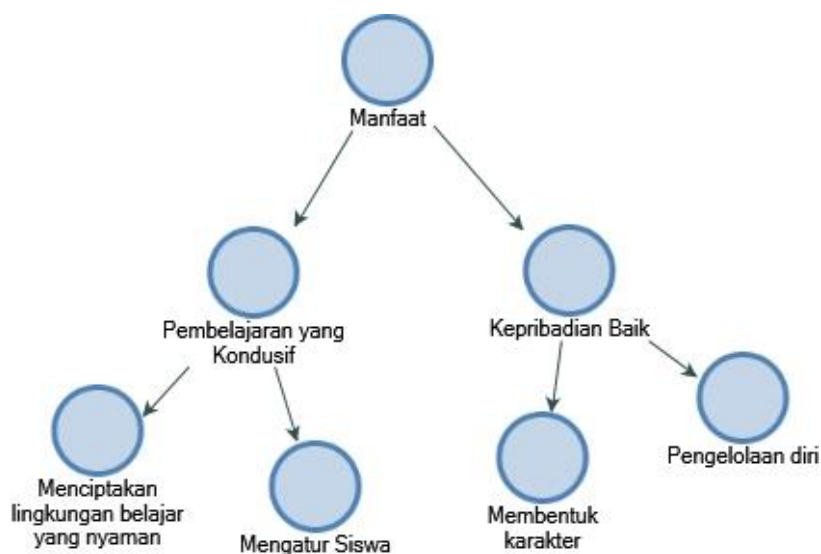 Manfaat
Pembelajaran yang
Kondusif
Kepribadian Baik
Menciptakan
lingkungan belajar
yang nyaman
Mengatur Siswa
Membentuk
karakter
Pengelolaan diri